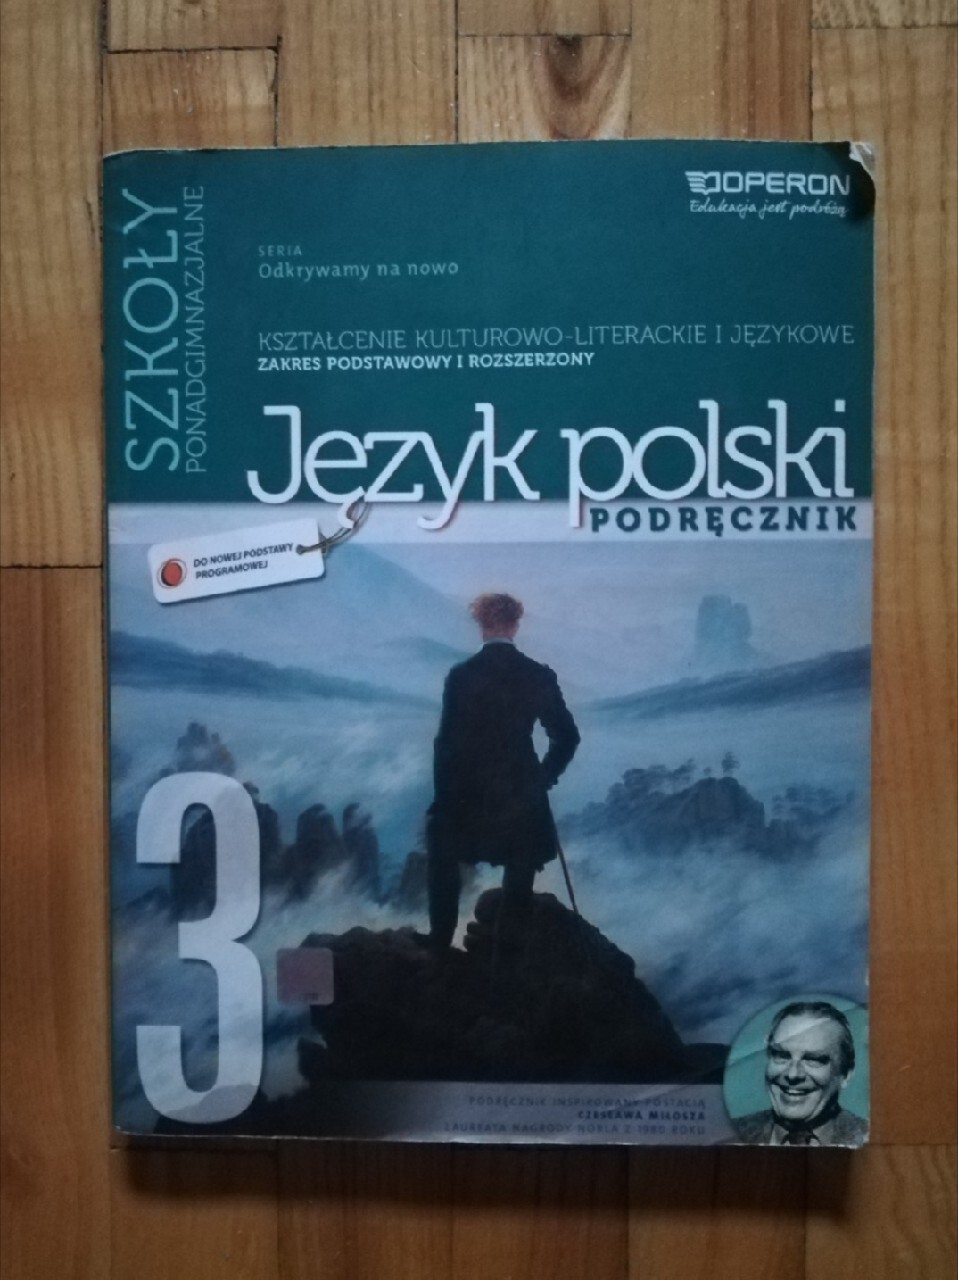 SZKOŁY
PONADGIMNAZJALNE
OPERON
Edukacja jest podróżą
SERIA
Odkrywamy na nowo
KSZTAŁCENIE KULTUROWO-LITERACKIE I JĘZYKOWE
ZAKRES PODSTAWOWY I ROZSZERZONY
Język polski
PODRĘCZNIK
DO NOWEJ PODSTAWY
PROGRAMOWEJ
3
PODRĘCZNIK INSPIROWANY POSTACIĄ
CZESŁAWA MIŁOSZA
LAUREATA NAGRODY NOBLA Z 1980 ROKU